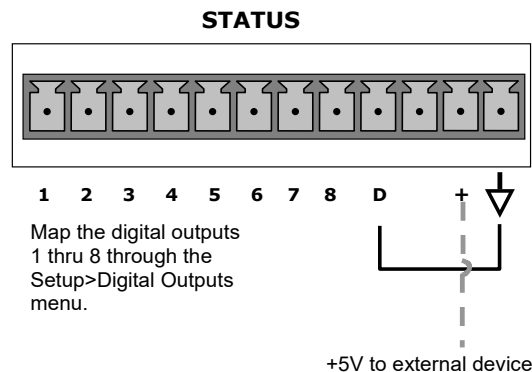 STATUS
1 2 3 4 5 6 7 8 D +
Map the digital outputs
1 thru 8 through the
Setup>Digital Outputs
menu.
+5V to external device